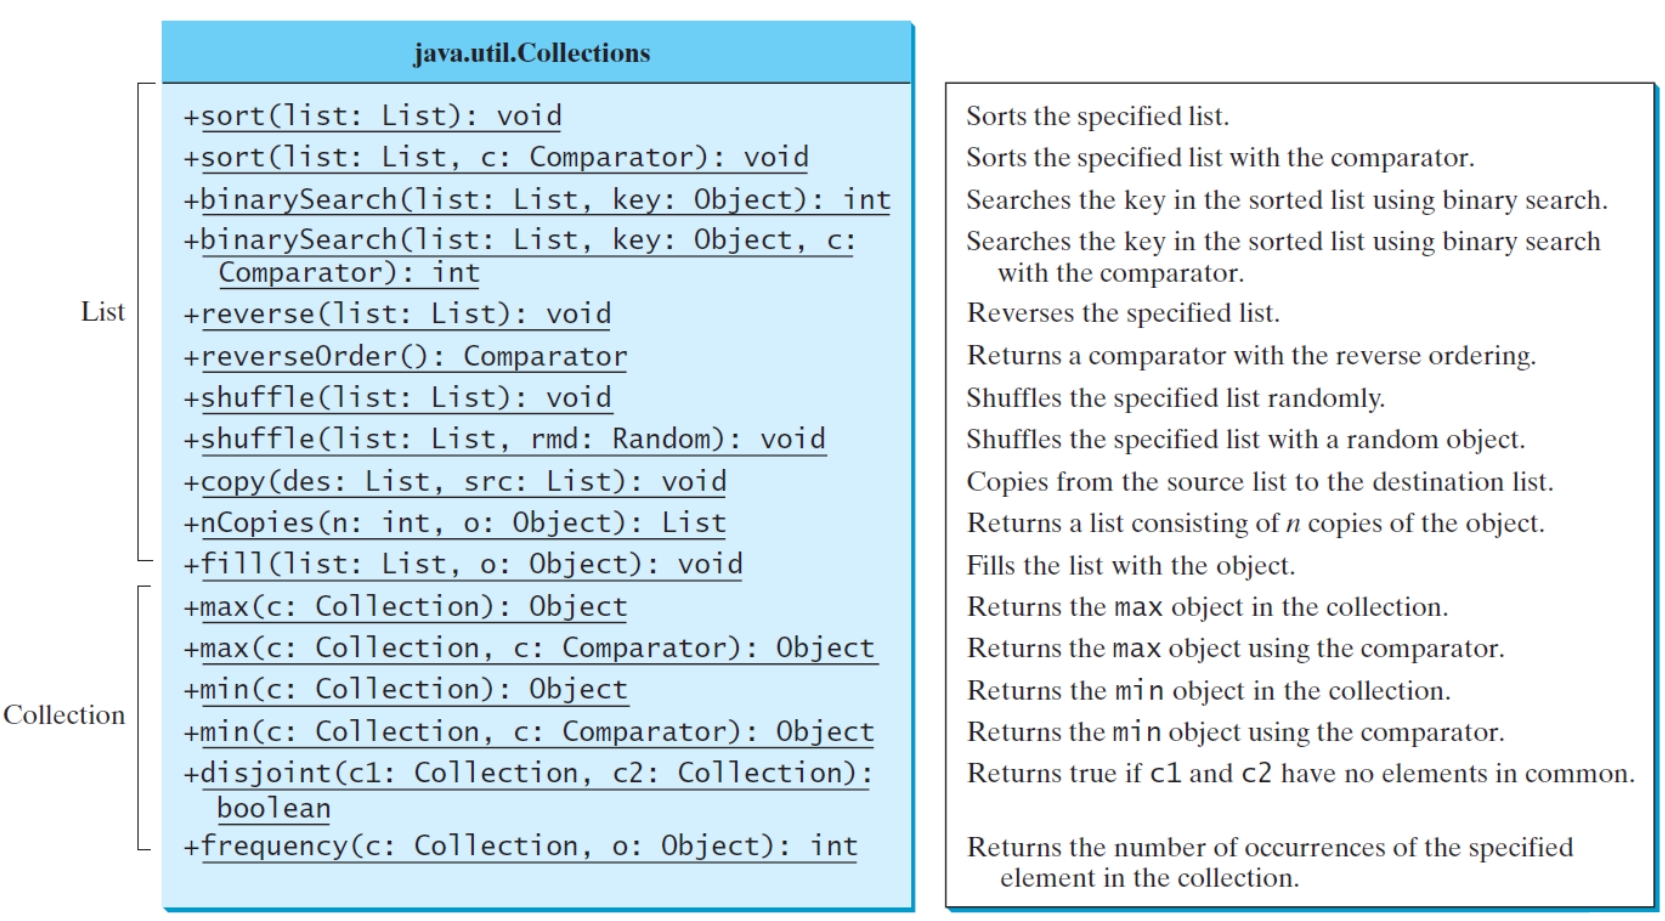 java.util.Collections
List
+sort(list: List): void
Sorts the specified list.
+sort(list: List, c: Comparator): void
Sorts the specified list with the comparator.
+binarySearch(list: List, key: Object): int
Searches the key in the sorted list using binary search.
+binarySearch(list: List, key: Object, c:
Comparator): int
Searches the key in the sorted list using binary search
with the comparator.
+reverse(list: List): void
Reverses the specified list.
+reverseOrder(): Comparator
Returns a comparator with the reverse ordering.
+shuffle(list: List): void
Shuffles the specified list randomly.
+shuffle(list: List, rmd: Random): void
Shuffles the specified list with a random object.
+copy(des: List, src: List): void
Copies from the source list to the destination list.
+nCopies(n: int, o: Object): List
Returns a list consisting of n copies of the object.
+fill(list: List, o: Object): void
Fills the list with the object.
Collection
+max(c: Collection): Object
Returns the max object in the collection.
+max(c: Collection, c: Comparator): Object
Returns the max object using the comparator.
+min(c: Collection): Object
Returns the min object in the collection.
+min(c: Collection, c: Comparator): Object
Returns the min object using the comparator.
+disjoint(c1: Collection, c2: Collection):
boolean
Returns true if c1 and c2 have no elements in common.
+frequency(c: Collection, o: Object): int
Returns the number of occurrences of the specified
element in the collection.